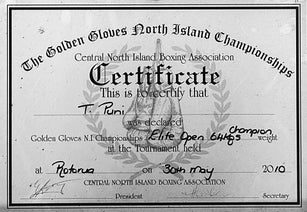 The Golden Gloves North Island Championships
Central North Island Boxing Association
Certificate
This is to certify that
T. Puni
was declared
Golden Gloves N.I Championships Elite Open 64kgs Champion weight
at the Tournament held
at Rotorua on 30th May 2010
CENTRAL NORTH ISLAND BOXING ASSOCIATION
President Secretary